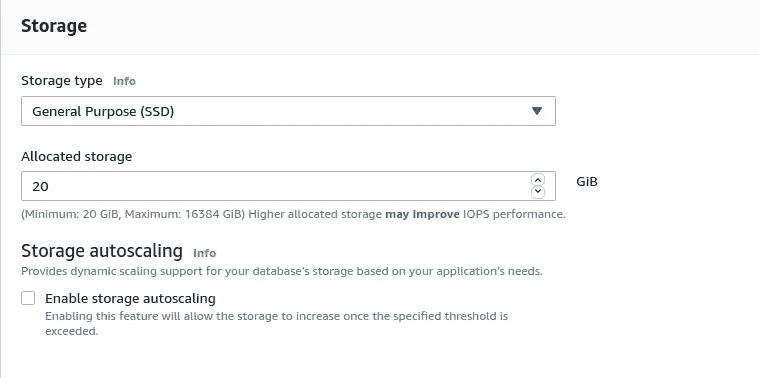 Storage
Storage type Info
General Purpose (SSD)
Allocated storage
20
GiB
(Minimum: 20 GiB, Maximum: 16384 GiB) Higher allocated storage may improve IOPS performance.
Storage autoscaling Info
Provides dynamic scaling support for your database's storage based on your application's needs.
Enable storage autoscaling
Enabling this feature will allow the storage to increase once the specified threshold is
exceeded.